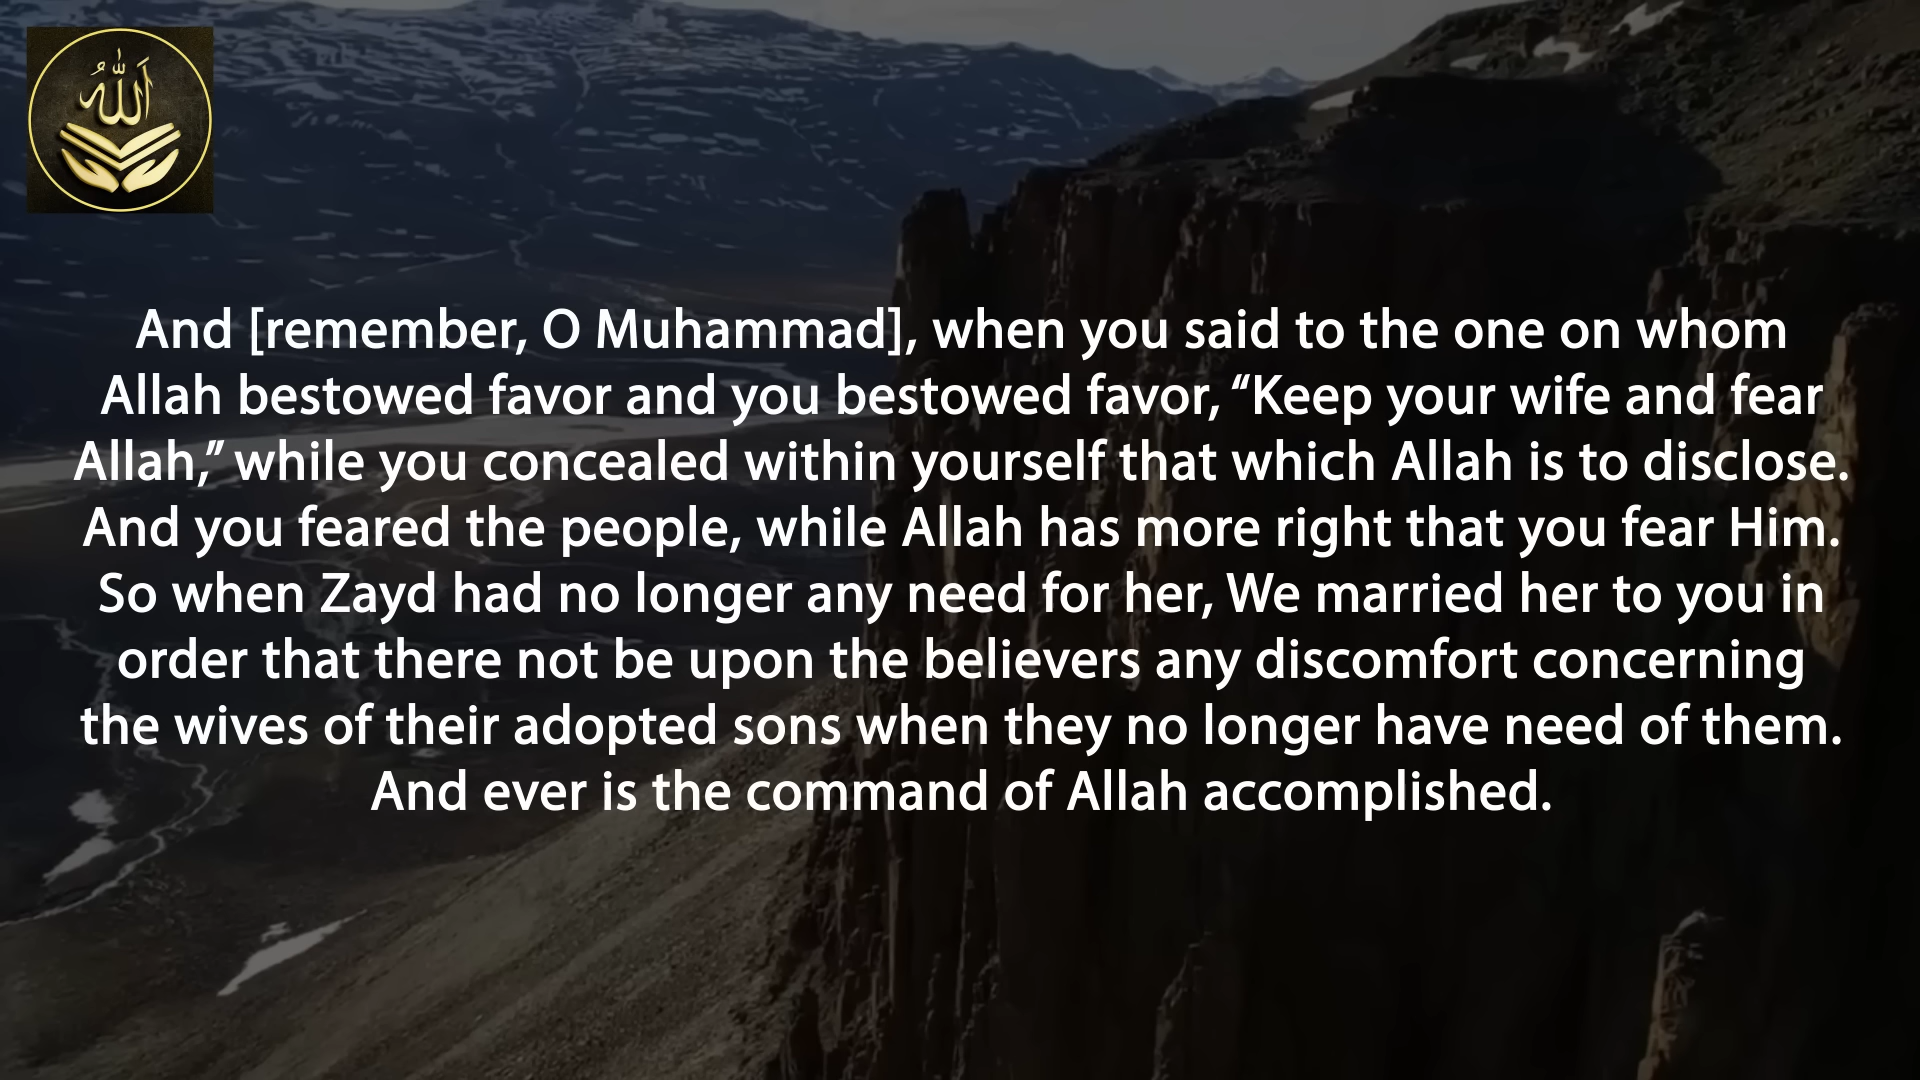 الله
And [remember, O Muhammad], when you said to the one on whom
Allah bestowed favor and you bestowed favor, “Keep your wife and fear
Allah,” while you concealed within yourself that which Allah is to disclose.
And you feared the people, while Allah has more right that you fear Him.
So when Zayd had no longer any need for her, We married her to you in
order that there not be upon the believers any discomfort concerning
the wives of their adopted sons when they no longer have need of them.
And ever is the command of Allah accomplished.